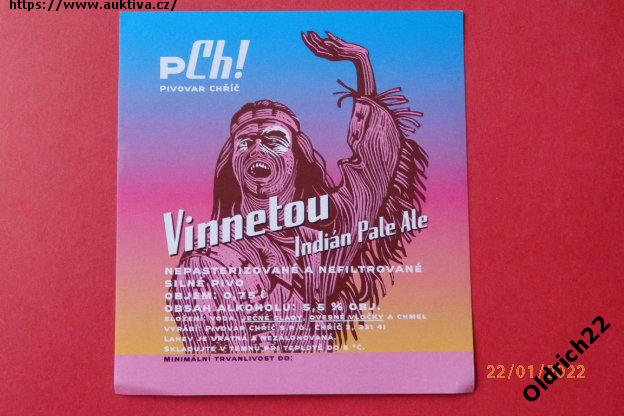 https://www.auktiva.cz/
PCh!
PIVOVAR CHŘÍČ
Vinnetou
Indián Pale Ale
NEPASTERIZOVANÉ A NEFILTROVANÉ
SILNÉ PIVO
OBJEM: 0,75 ℓ
OBSAH ALKOHOLU: 5,5 % OBJ.
SLOŽENÍ: VODA, JEČNÉ SLADY, OVESNÉ VLOČKY A CHMEL
VYRÁBÍ: PIVOVAR CHŘÍČ S.R.O., CHŘÍČ 2, 331 41
LAHEV JE VRATNÁ A NEZÁLOHOVANÁ.
SKLADUJTE V TEMNU PŘI TEPLOTĚ DO 8 °C.
MINIMÁLNÍ TRVANLIVOST DO:
22/01/2022
Oldrich22